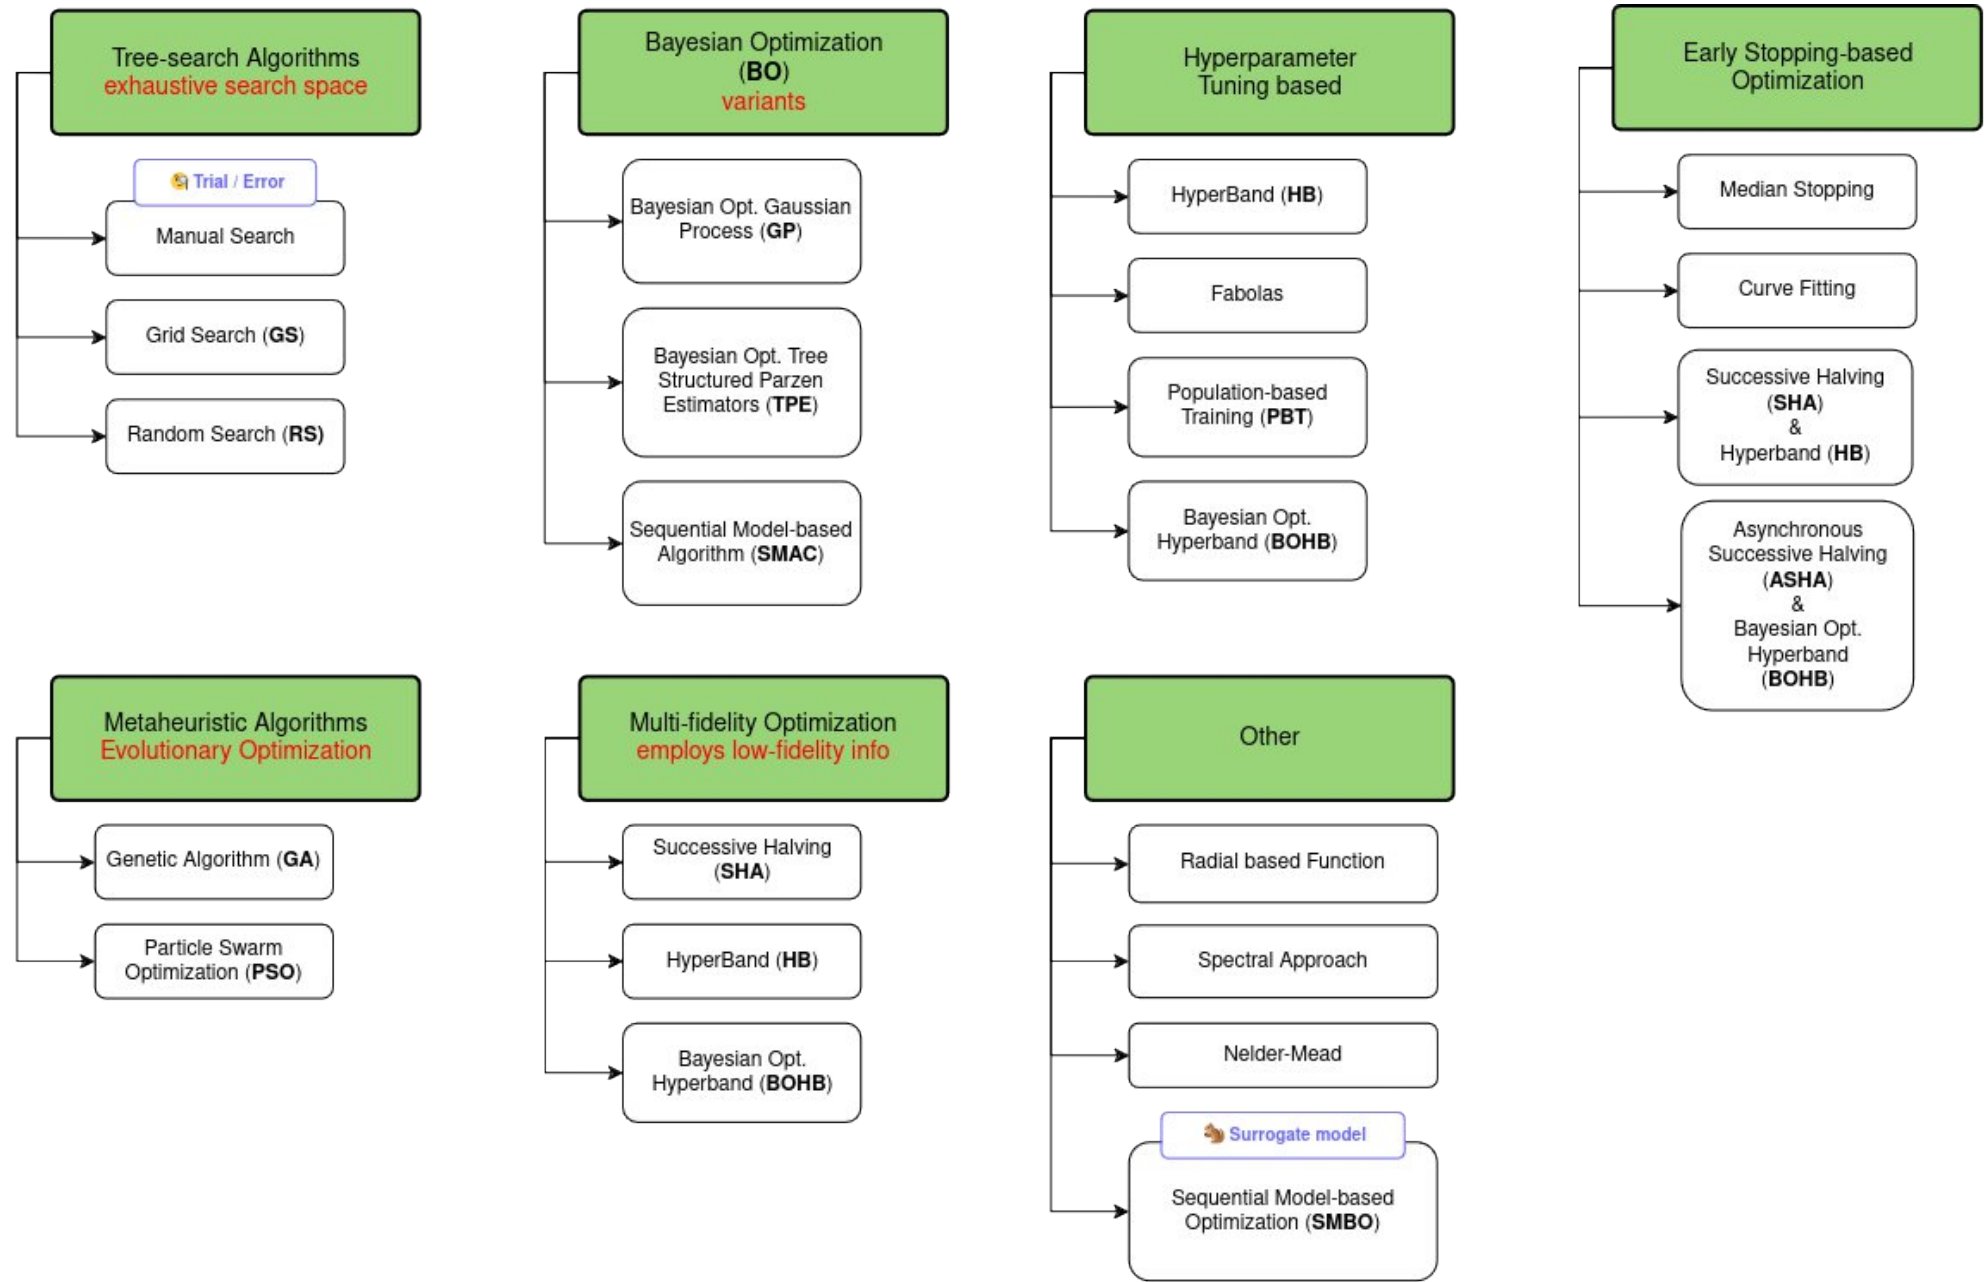 Tree-search Algorithms
exhaustive search space
Trial / Error
Manual Search
Grid Search (GS)
Random Search (RS)
Bayesian Optimization
(BO)
variants
Bayesian Opt. Gaussian
Process (GP)
Bayesian Opt. Tree
Structured Parzen
Estimators (TPE)
Sequential Model-based
Algorithm (SMAC)
Hyperparameter
Tuning based
HyperBand (HB)
Fabolas
Population-based
Training (PBT)
Bayesian Opt.
Hyperband (BOHB)
Early Stopping-based
Optimization
Median Stopping
Curve Fitting
Successive Halving
(SHA)
&
Hyperband (HB)
Asynchronous
Successive Halving
(ASHA)
&
Bayesian Opt.
Hyperband
(BOHB)
Metaheuristic Algorithms
Evolutionary Optimization
Genetic Algorithm (GA)
Particle Swarm
Optimization (PSO)
Multi-fidelity Optimization
employs low-fidelity info
Successive Halving
(SHA)
HyperBand (HB)
Bayesian Opt.
Hyperband (BOHB)
Other
Radial based Function
Spectral Approach
Nelder-Mead
Surrogate model
Sequential Model-based
Optimization (SMBO)